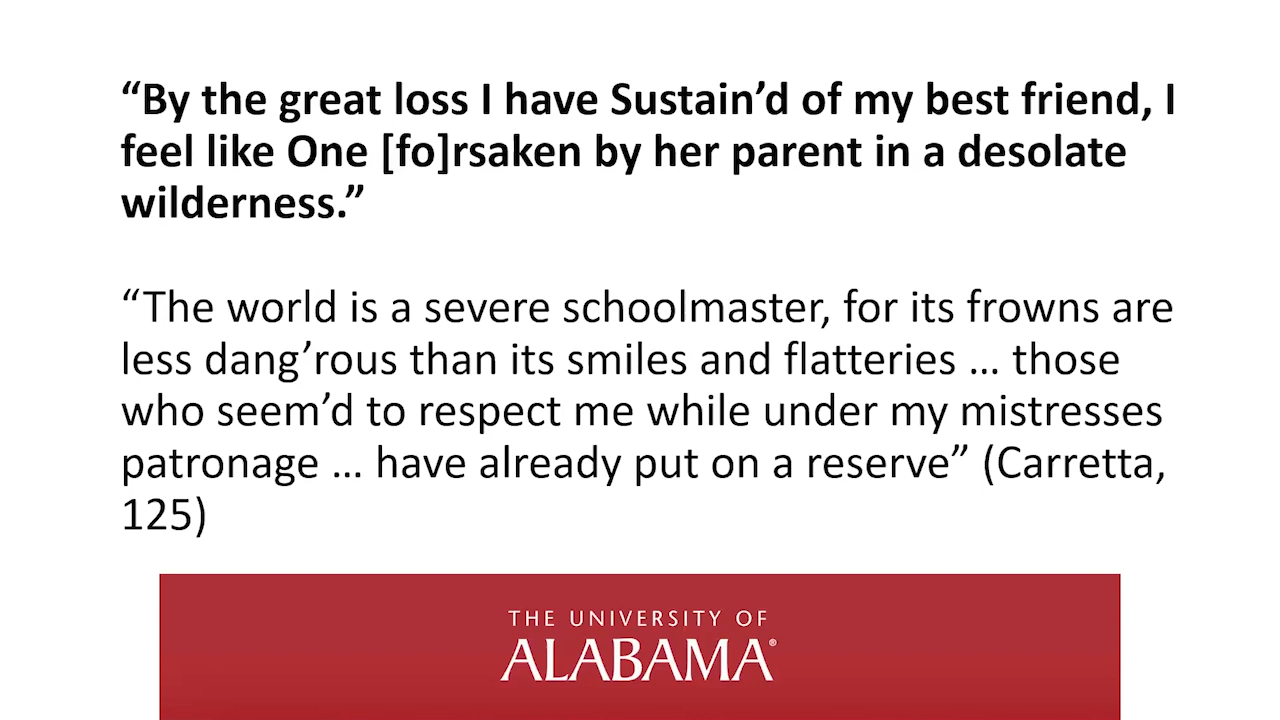 “By the great loss I have Sustain’d of my best friend, I
feel like One [fo]rsaken by her parent in a desolate
wilderness.”
“The world is a severe schoolmaster, for its frowns are
less dang’rous than its smiles and flatteries … those
who seem’d to respect me while under my mistresses
patronage … have already put on a reserve” (Carretta,
125)
THE UNIVERSITY OF
ALABAMA®